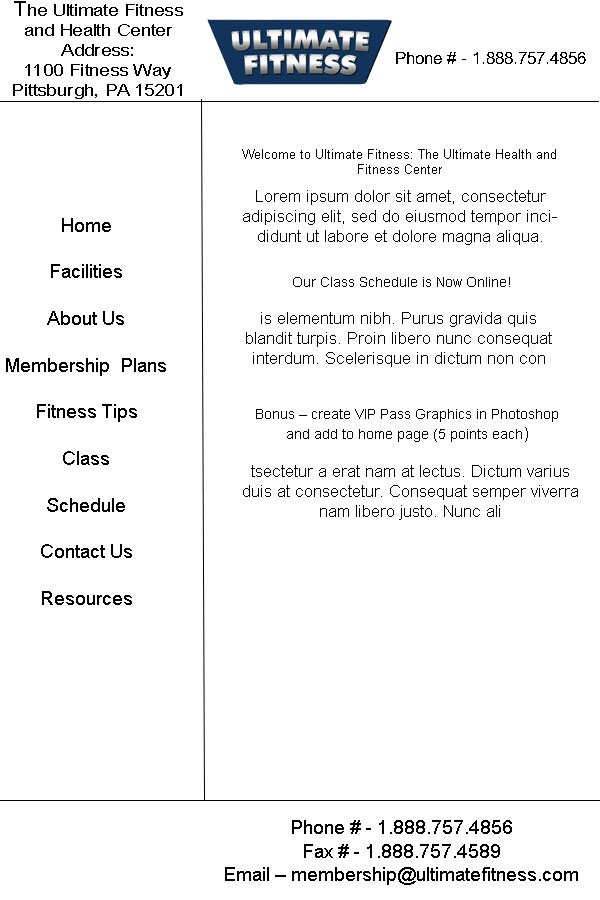 The Ultimate Fitness
and Health Center
Address:
1100 Fitness Way
Pittsburgh, PA 15201
ULTIMATE
FITNESS
Phone # - 1.888.757.4856
Home
Facilities
About Us
Membership  Plans
Fitness Tips
Class
Schedule
Contact Us
Resources
Welcome to Ultimate Fitness: The Ultimate Health and
Fitness Center
Lorem ipsum dolor sit amet, consectetur
adipiscing elit, sed do eiusmod tempor inci-
didunt ut labore et dolore magna aliqua.
Our Class Schedule is Now Online!
is elementum nibh. Purus gravida quis
blandit turpis. Proin libero nunc consequat
interdum. Scelerisque in dictum non con
Bonus – create VIP Pass Graphics in Photoshop
and add to home page (5 points each)
tsectetur a erat nam at lectus. Dictum varius
duis at consectetur. Consequat semper viverra
nam libero justo. Nunc ali
Phone # - 1.888.757.4856
Fax # - 1.888.757.4589
Email – membership@ultimatefitness.com